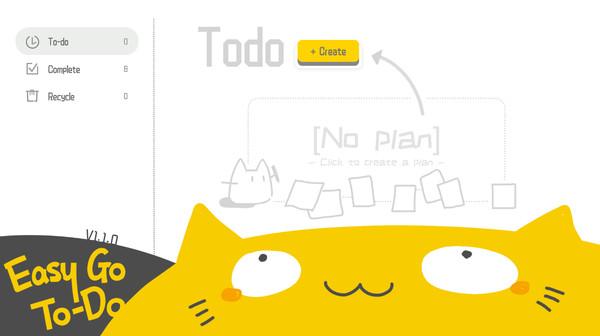 To-do 0
Complete 8
Recycle 0
Todo
+ Create
[No plan]
– Click to create a plan –
V1.1.0
Easy Go
To-Do